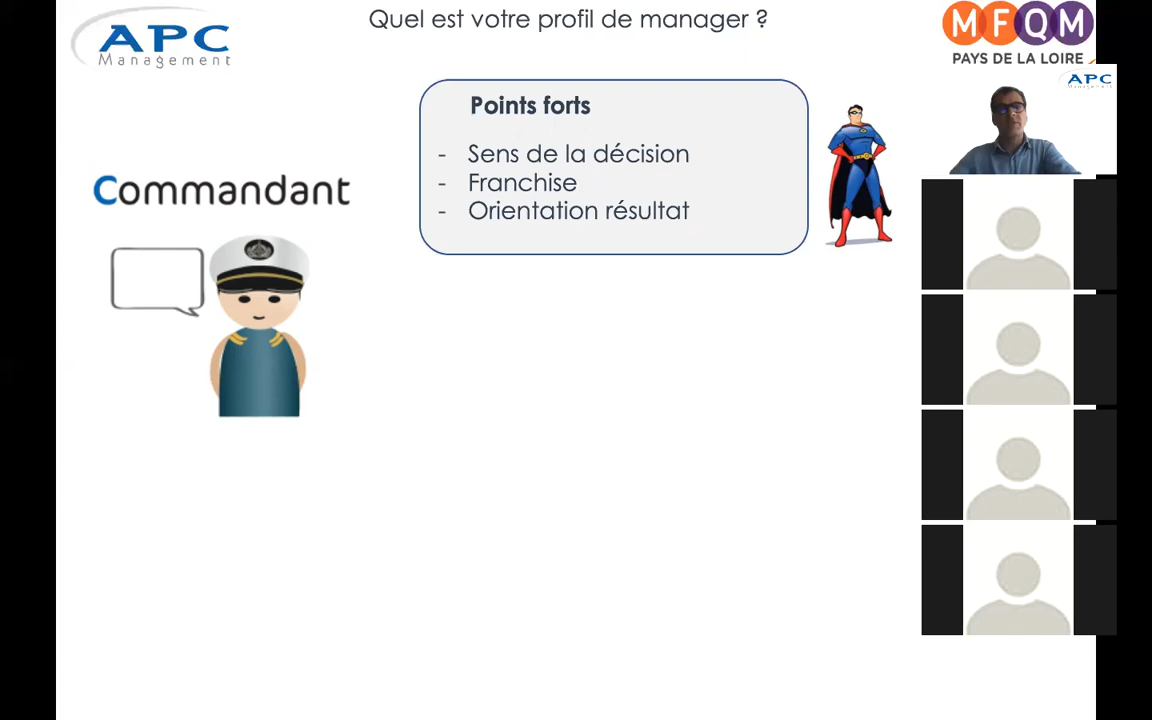 APC
Management
Quel est votre profil de manager ?
MFQM
PAYS DE LA LOIRE
APC
Management
Points forts
- Sens de la décision
- Franchise
- Orientation résultat
Commandant